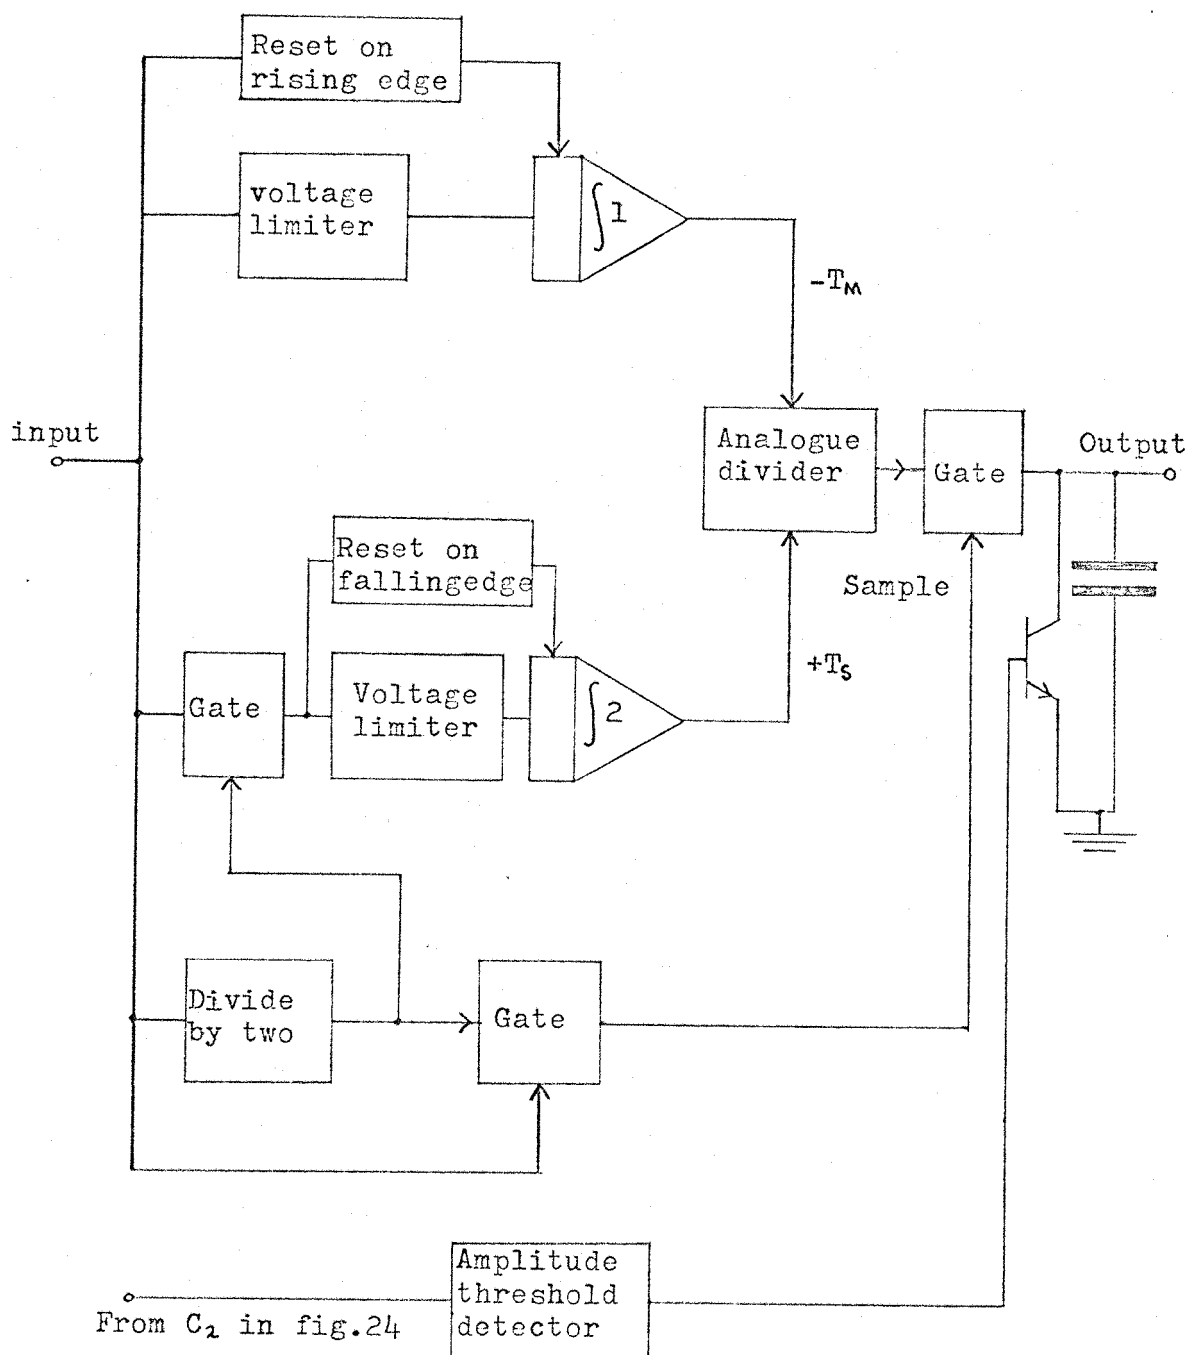 Reset on
rising edge
voltage
limiter
∫1
-T_M
input
Analogue
divider
Gate
Output
Reset on
fallingedge
Sample
+T_S
Gate
Voltage
limiter
∫2
Divide
by two
Gate
Amplitude
threshold
detector
From C₂ in fig.24